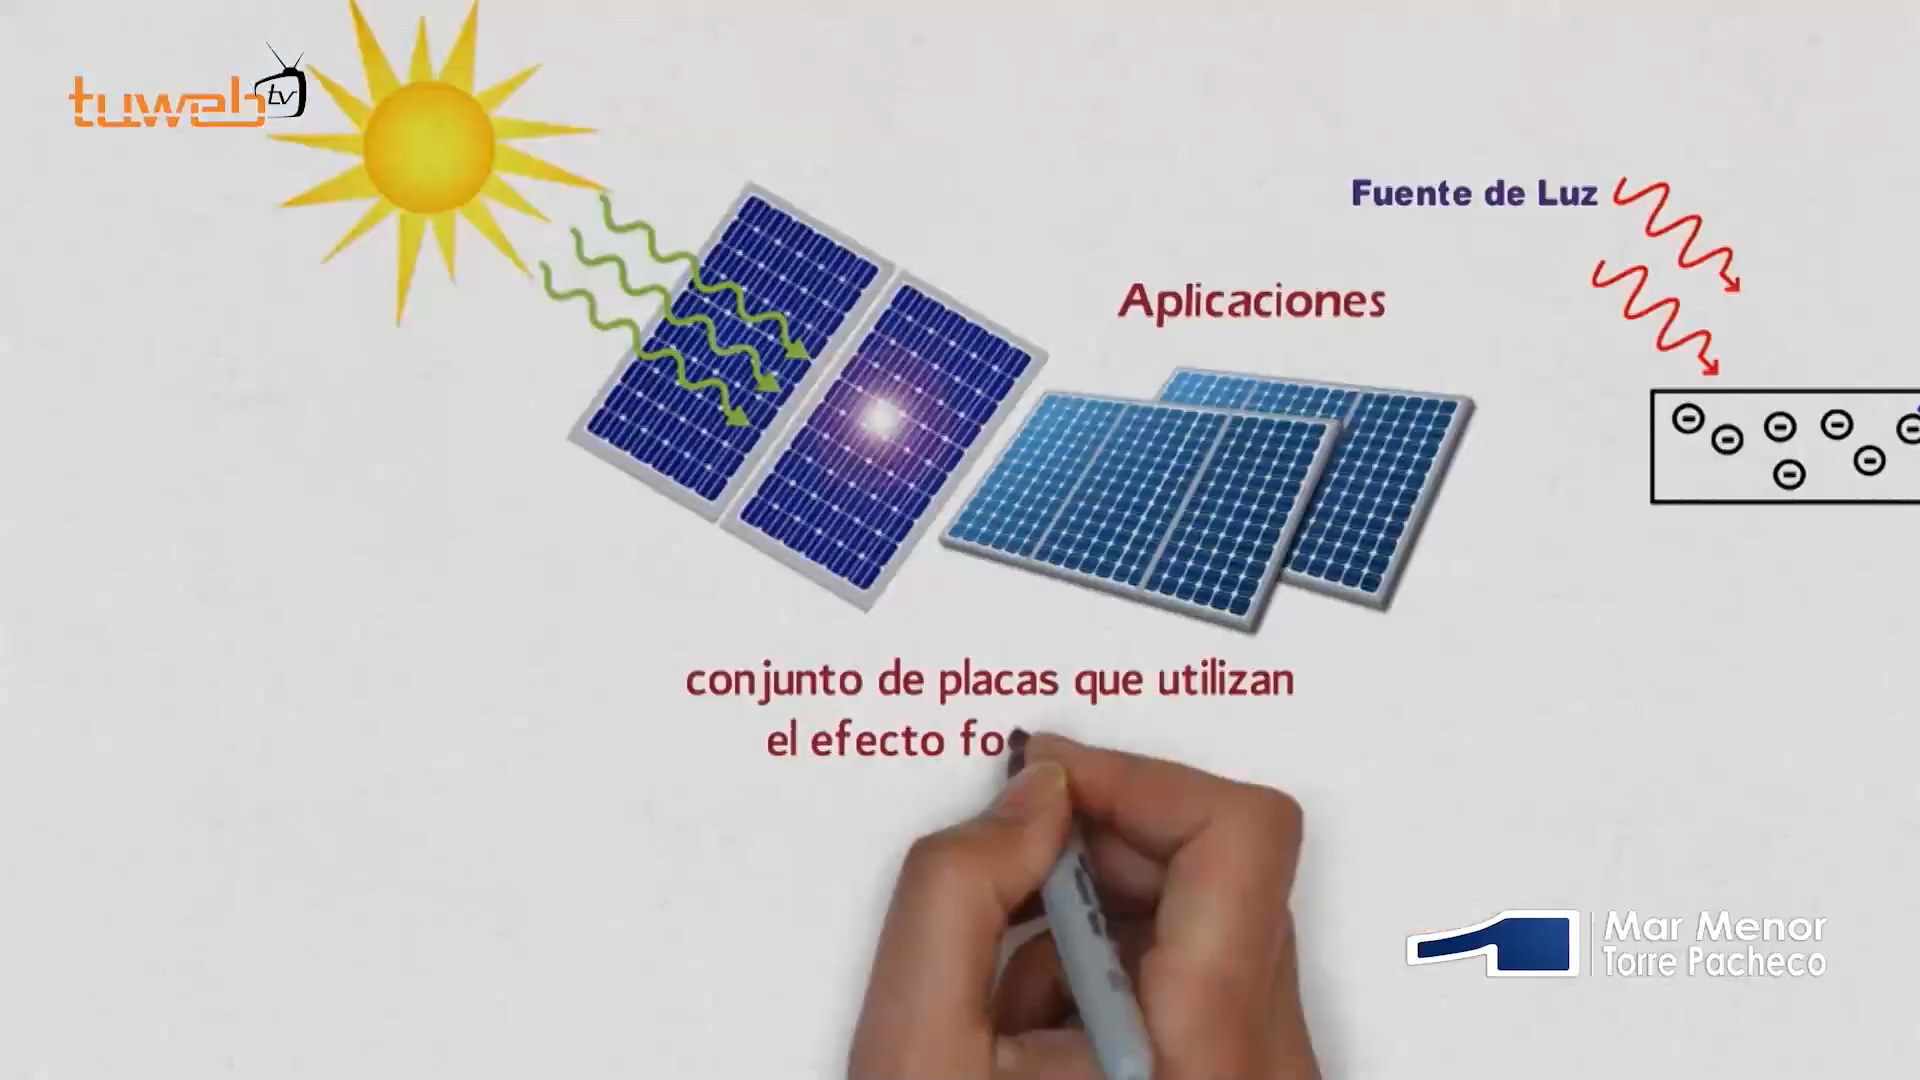 tuweb
tv
Fuente de Luz
Aplicaciones
conjunto de placas que utilizan
el efecto fo
Mar Menor
Torre Pacheco